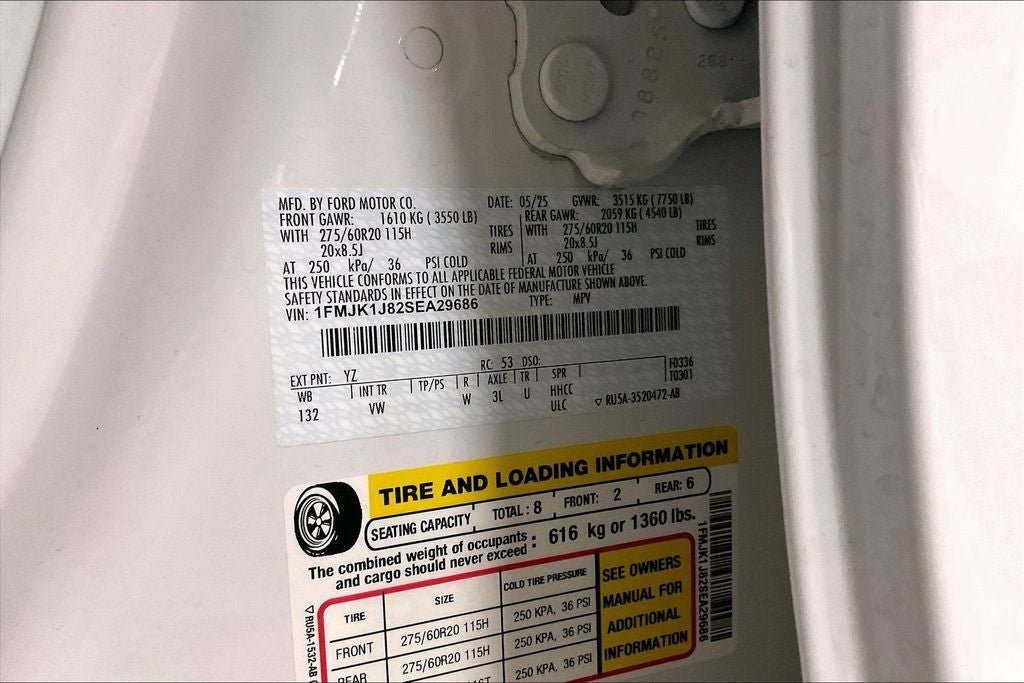 08825
2681
MFD. BY FORD MOTOR CO. DATE: 05/25 GVWR: 3515 KG ( 7750 LB)
FRONT GAWR: 1610 KG ( 3550 LB) REAR GAWR: 2059 KG ( 4540 LB)
WITH 275/60R20 115H TIRES WITH 275/60R20 115H TIRES
20x8.5J RIMS 20x8.5J RIMS
AT 250 kPa/ 36 PSI COLD AT 250 kPa/ 36 PSI COLD
THIS VEHICLE CONFORMS TO ALL APPLICABLE FEDERAL MOTOR VEHICLE
SAFETY STANDARDS IN EFFECT ON THE DATE OF MANUFACTURE SHOWN ABOVE.
VIN: 1FMJK1J82SEA29686 TYPE: MPV
EXT PNT: YZ RC: 53 DSO: F0336
WB INT TR TP/PS R AXLE TR SPR T0301
132 VW W 3L U HHCC
ULC RU5A-3520472-AB
TIRE AND LOADING INFORMATION
SEATING CAPACITY TOTAL : 8 FRONT: 2 REAR: 6
The combined weight of occupants
and cargo should never exceed : 616 kg or 1360 lbs.
TIRE SIZE COLD TIRE PRESSURE
FRONT 275/60R20 115H 250 KPA, 36 PSI
REAR 275/60R20 115H 250 KPA, 36 PSI
250 KPA, 36 PSI
SEE OWNERS
MANUAL FOR
ADDITIONAL
INFORMATION
1FMJK1J82SEA29686
RU5A-1532-AB